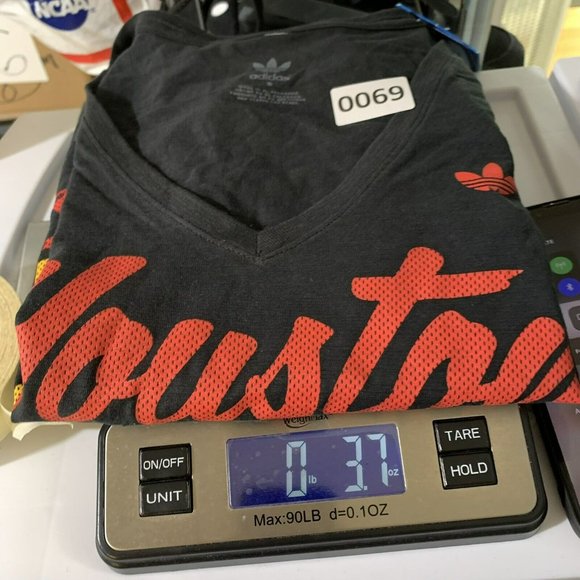 NCAA
adidas
S
0069
Houston
WeighMax
ON/OFF
UNIT
0 lb 3.7 oz
TARE
HOLD
Max:90LB d=0.1OZ